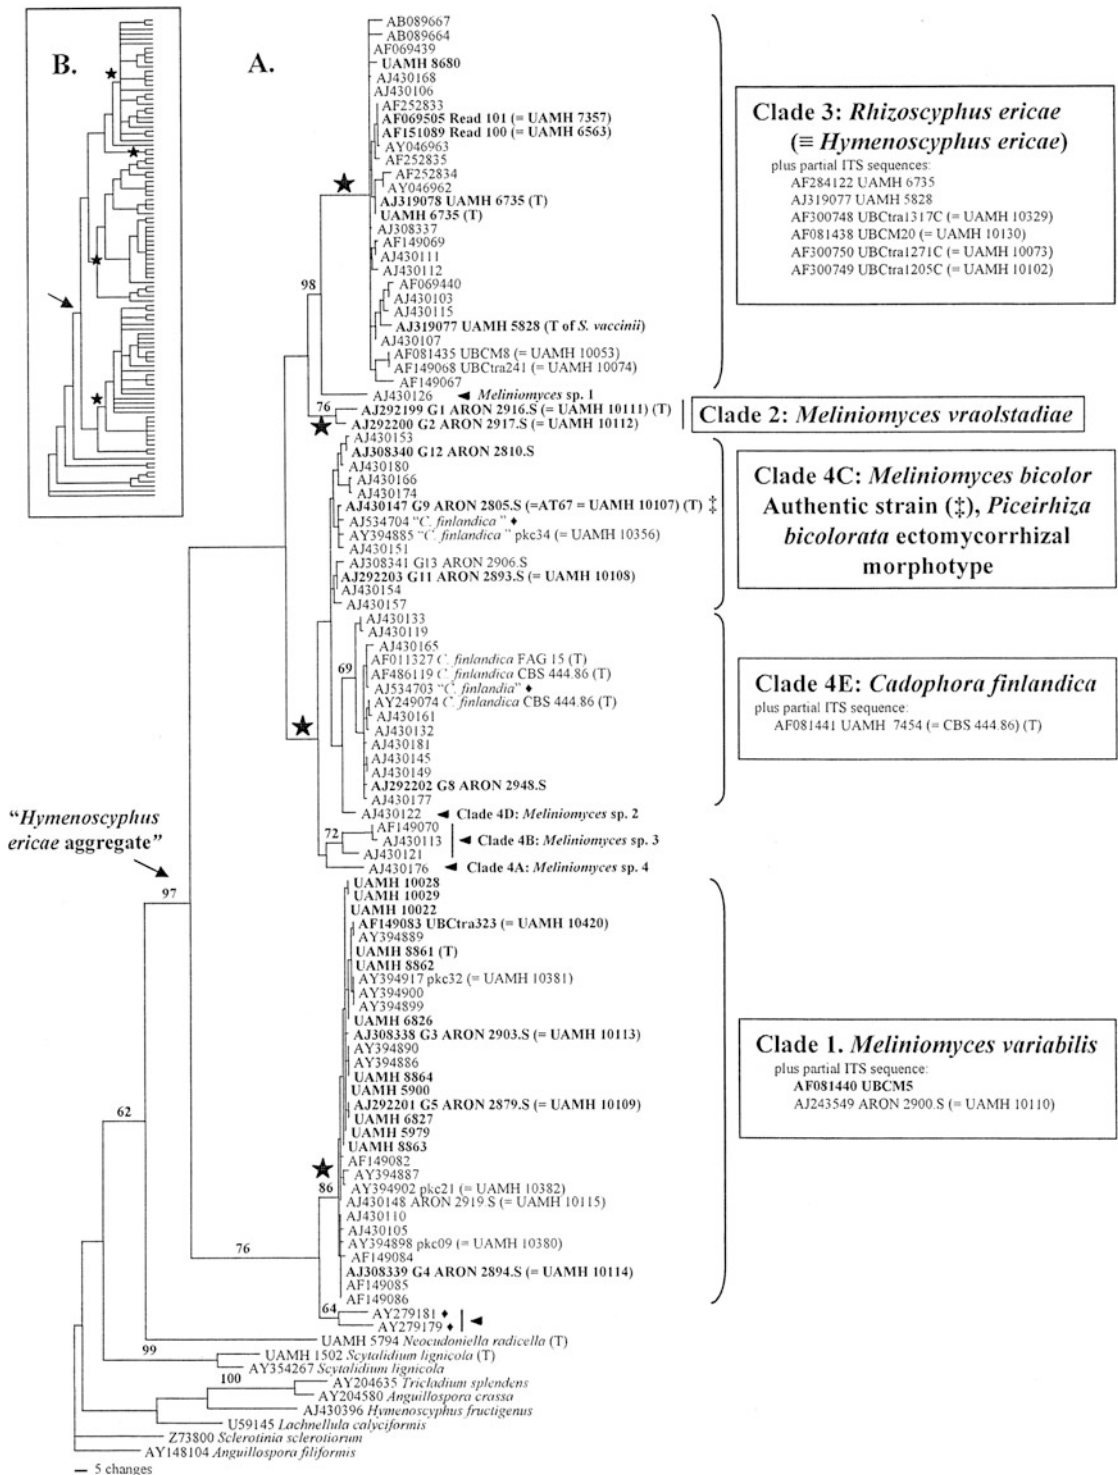 B.
A.
AB089667
AB089664
AF069439
UAMH 8680
AJ430168
AJ430106
AF252833
AF069505 Read 101 (= UAMH 7357)
AF151089 Read 100 (= UAMH 6563)
AY046963
AF252835
AF252834
AY046962
AJ319078 UAMH 6735 (T)
UAMH 6735 (T)
AJ308337
AF149069
AJ430111
AJ430112
98
AF069440
AJ430103
AJ430115
AJ319077 UAMH 5828 (T of S. vaccinii)
AJ430107
AF081435 UBCM8 (= UAMH 10053)
AF149068 UBCtra241 (= UAMH 10074)
AF149067
AJ430126 ◄ Meliniomyces sp. 1
76
AJ292199 G1 ARON 2916.S (= UAMH 10111) (T)
AJ292200 G2 ARON 2917.S (= UAMH 10112)
AJ430153
AJ308340 G12 ARON 2810.S
AJ430180
AJ430166
AJ430174
AJ430147 G9 ARON 2805.S (=AT67 = UAMH 10107) (T) ‡
AJ534704 "C. finlandica" ♦
AY394885 "C. finlandica" pkc34 (= UAMH 10356)
AJ430151
AJ308341 G13 ARON 2906.S
AJ292203 G11 ARON 2893.S (= UAMH 10108)
AJ430154
AJ430157
AJ430133
AJ430119
69
AJ430165
AF011327 C. finlandica FAG 15 (T)
AF486119 C. finlandica CBS 444.86 (T)
AJ534703 "C. finlandia" ♦
AY249074 C. finlandica CBS 444.86 (T)
AJ430161
AJ430132
AJ430181
AJ430145
AJ430149
AJ292202 G8 ARON 2948.S
AJ430177
AJ430122 ◄ Clade 4D: Meliniomyces sp. 2
72
AF149070
AJ430113 ◄ Clade 4B: Meliniomyces sp. 3
AJ430121
AJ430176 ◄ Clade 4A: Meliniomyces sp. 4
"Hymenoscyphus
ericae aggregate"
97
UAMH 10028
UAMH 10029
UAMH 10022
AF149083 UBCtra323 (= UAMH 10420)
AY394889
UAMH 8861 (T)
UAMH 8862
AY394917 pkc32 (= UAMH 10381)
AY394900
AY394899
UAMH 6826
AJ308338 G3 ARON 2903.S (= UAMH 10113)
AY394890
AY394886
UAMH 8864
UAMH 5900
AJ292201 G5 ARON 2879.S (= UAMH 10109)
UAMH 6827
UAMH 5979
UAMH 8863
62
AF149082
AY394887
86
AY394902 pkc21 (= UAMH 10382)
AJ430148 ARON 2919.S (= UAMH 10115)
AJ430110
AJ430105
AY394898 pkc09 (= UAMH 10380)
76
AF149084
AJ308339 G4 ARON 2894.S (= UAMH 10114)
AF149085
AF149086
64
AY279181 ♦
AY279179 ♦
UAMH 5794 Neocudoniella radicella (T)
99
UAMH 1502 Scytalidium lignicola (T)
AY354267 Scytalidium lignicola
100
AY204635 Tricladium splendens
AY204580 Anguillospora crassa
AJ430396 Hymenoscyphus fructigenus
U59145 Lachnellula calyciformis
Z73800 Sclerotinia sclerotiorum
AY148104 Anguillospora filiformis
5 changes
Clade 3: Rhizoscyphus ericae
(≡ Hymenoscyphus ericae)
plus partial ITS sequences:
AF284122 UAMH 6735
AJ319077 UAMH 5828
AF300748 UBCtra1317C (= UAMH 10329)
AF081438 UBCM20 (= UAMH 10130)
AF300750 UBCtra1271C (= UAMH 10073)
AF300749 UBCtra1205C (= UAMH 10102)
Clade 2: Meliniomyces vraolstadiae
Clade 4C: Meliniomyces bicolor
Authentic strain (‡), Piceirhiza
bicolorata ectomycorrhizal
morphotype
Clade 4E: Cadophora finlandica
plus partial ITS sequence:
AF081441 UAMH 7454 (= CBS 444.86) (T)
Clade 1. Meliniomyces variabilis
plus partial ITS sequence:
AF081440 UBCM5
AJ243549 ARON 2900.S (= UAMH 10110)